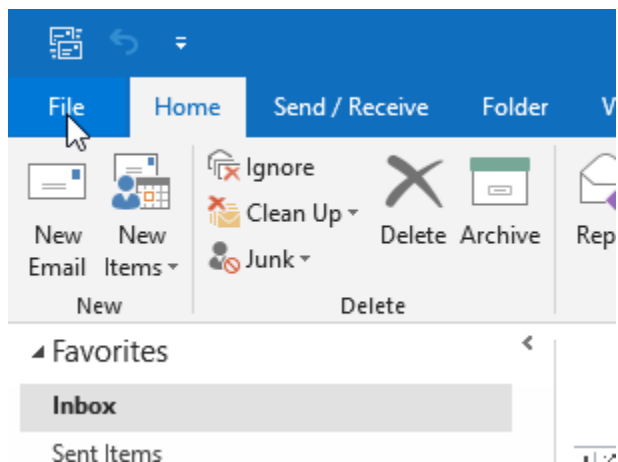 File Home Send / Receive Folder
Ignore
Clean Up
Junk
New Email
New Items
Delete
Archive
New
Delete
Favorites
Inbox
Sent Items